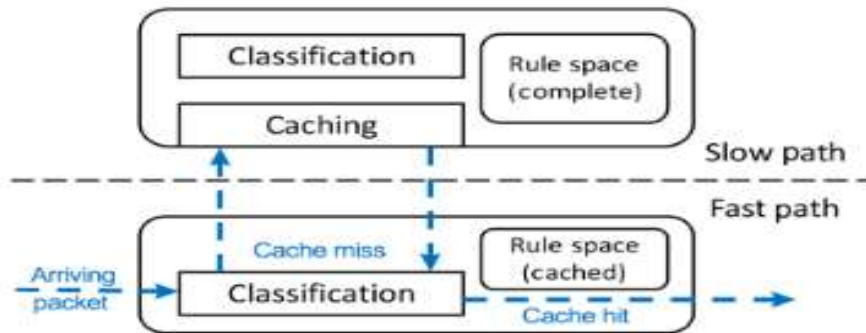 Classification
Rule space
(complete)
Caching
Slow path
Fast path
Cache miss
Rule space
(cached)
Arriving
packet
Classification
Cache hit